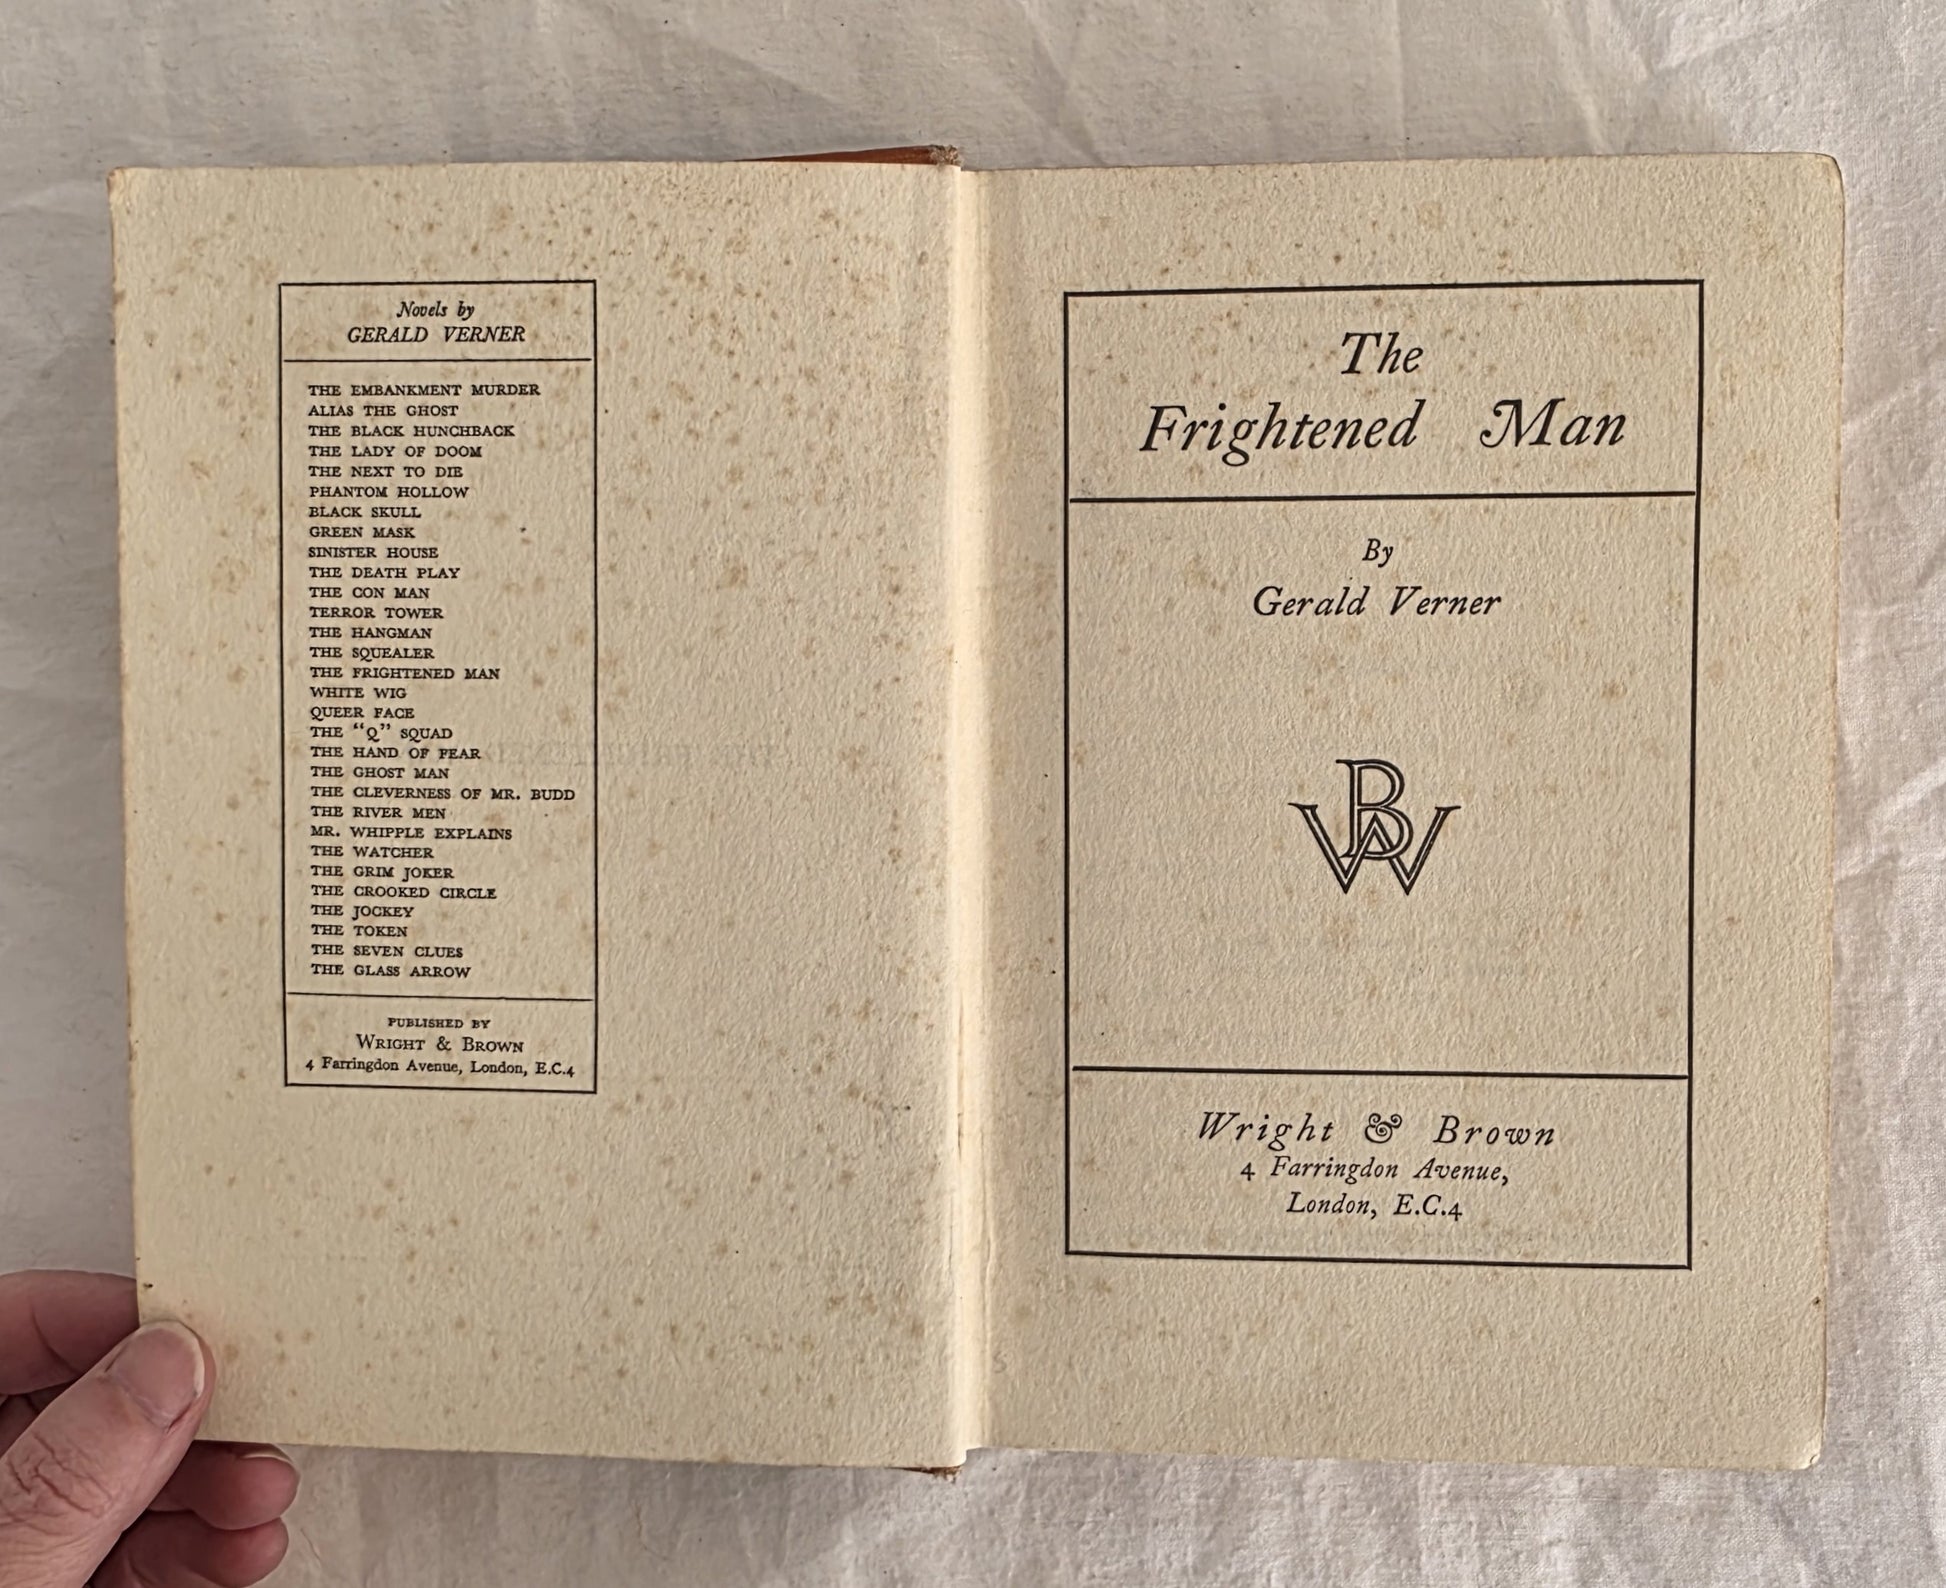 Novels by
GERALD VERNER
THE EMBANKMENT MURDER
ALIAS THE GHOST
THE BLACK HUNCHBACK
THE LADY OF DOOM
THE NEXT TO DIE
PHANTOM HOLLOW
BLACK SKULL
GREEN MASK
SINISTER HOUSE
THE DEATH PLAY
THE CON MAN
TERROR TOWER
THE HANGMAN
THE SQUEALER
THE FRIGHTENED MAN
WHITE WIG
QUEER FACE
THE “Q” SQUAD
THE HAND OF FEAR
THE GHOST MAN
THE CLEVERNESS OF MR. BUDD
THE RIVER MEN
MR. WHIPPLE EXPLAINS
THE WATCHER
THE GRIM JOKER
THE CROOKED CIRCLE
THE JOCKEY
THE TOKEN
THE SEVEN CLUES
THE GLASS ARROW
PUBLISHED BY
WRIGHT & BROWN
4 Farringdon Avenue, London, E.C.4
The
Frightened Man
By
Gerald Verner
WB
Wright & Brown
4 Farringdon Avenue,
London, E.C.4